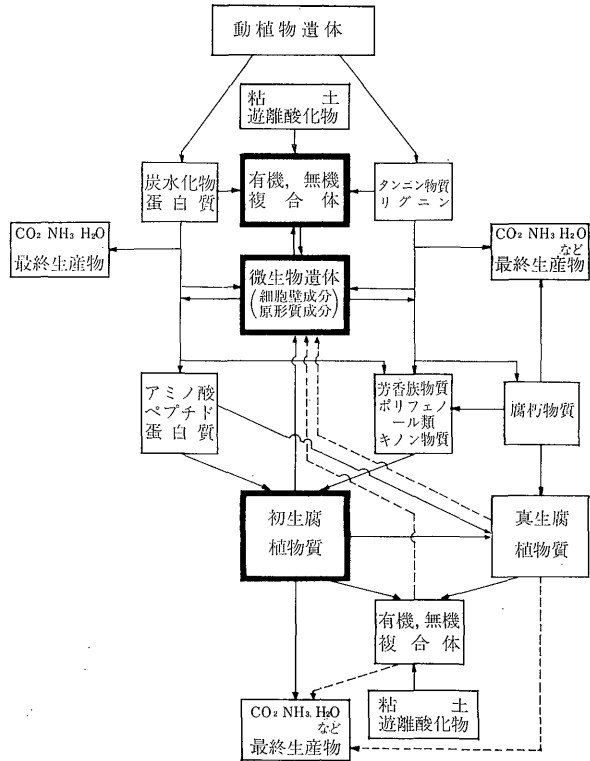 動植物遺体
粘土
遊離酸化物
炭水化物
蛋白質
有機,無機
複合体
タンニン物質
リグニン
CO2 NH3 H2O
最終生産物
CO2 NH3 H2O
など
最終生産物
微生物遺体
(細胞壁成分
原形質成分)
アミノ酸
ペプチド
蛋白質
芳香族物質
ポリフェノ
ール類
キノン物質
腐朽物質
初生腐
植物質
真生腐
植物質
有機,無機
複合体
粘土
遊離酸化物
CO2 NH3. H2O
など
最終生産物